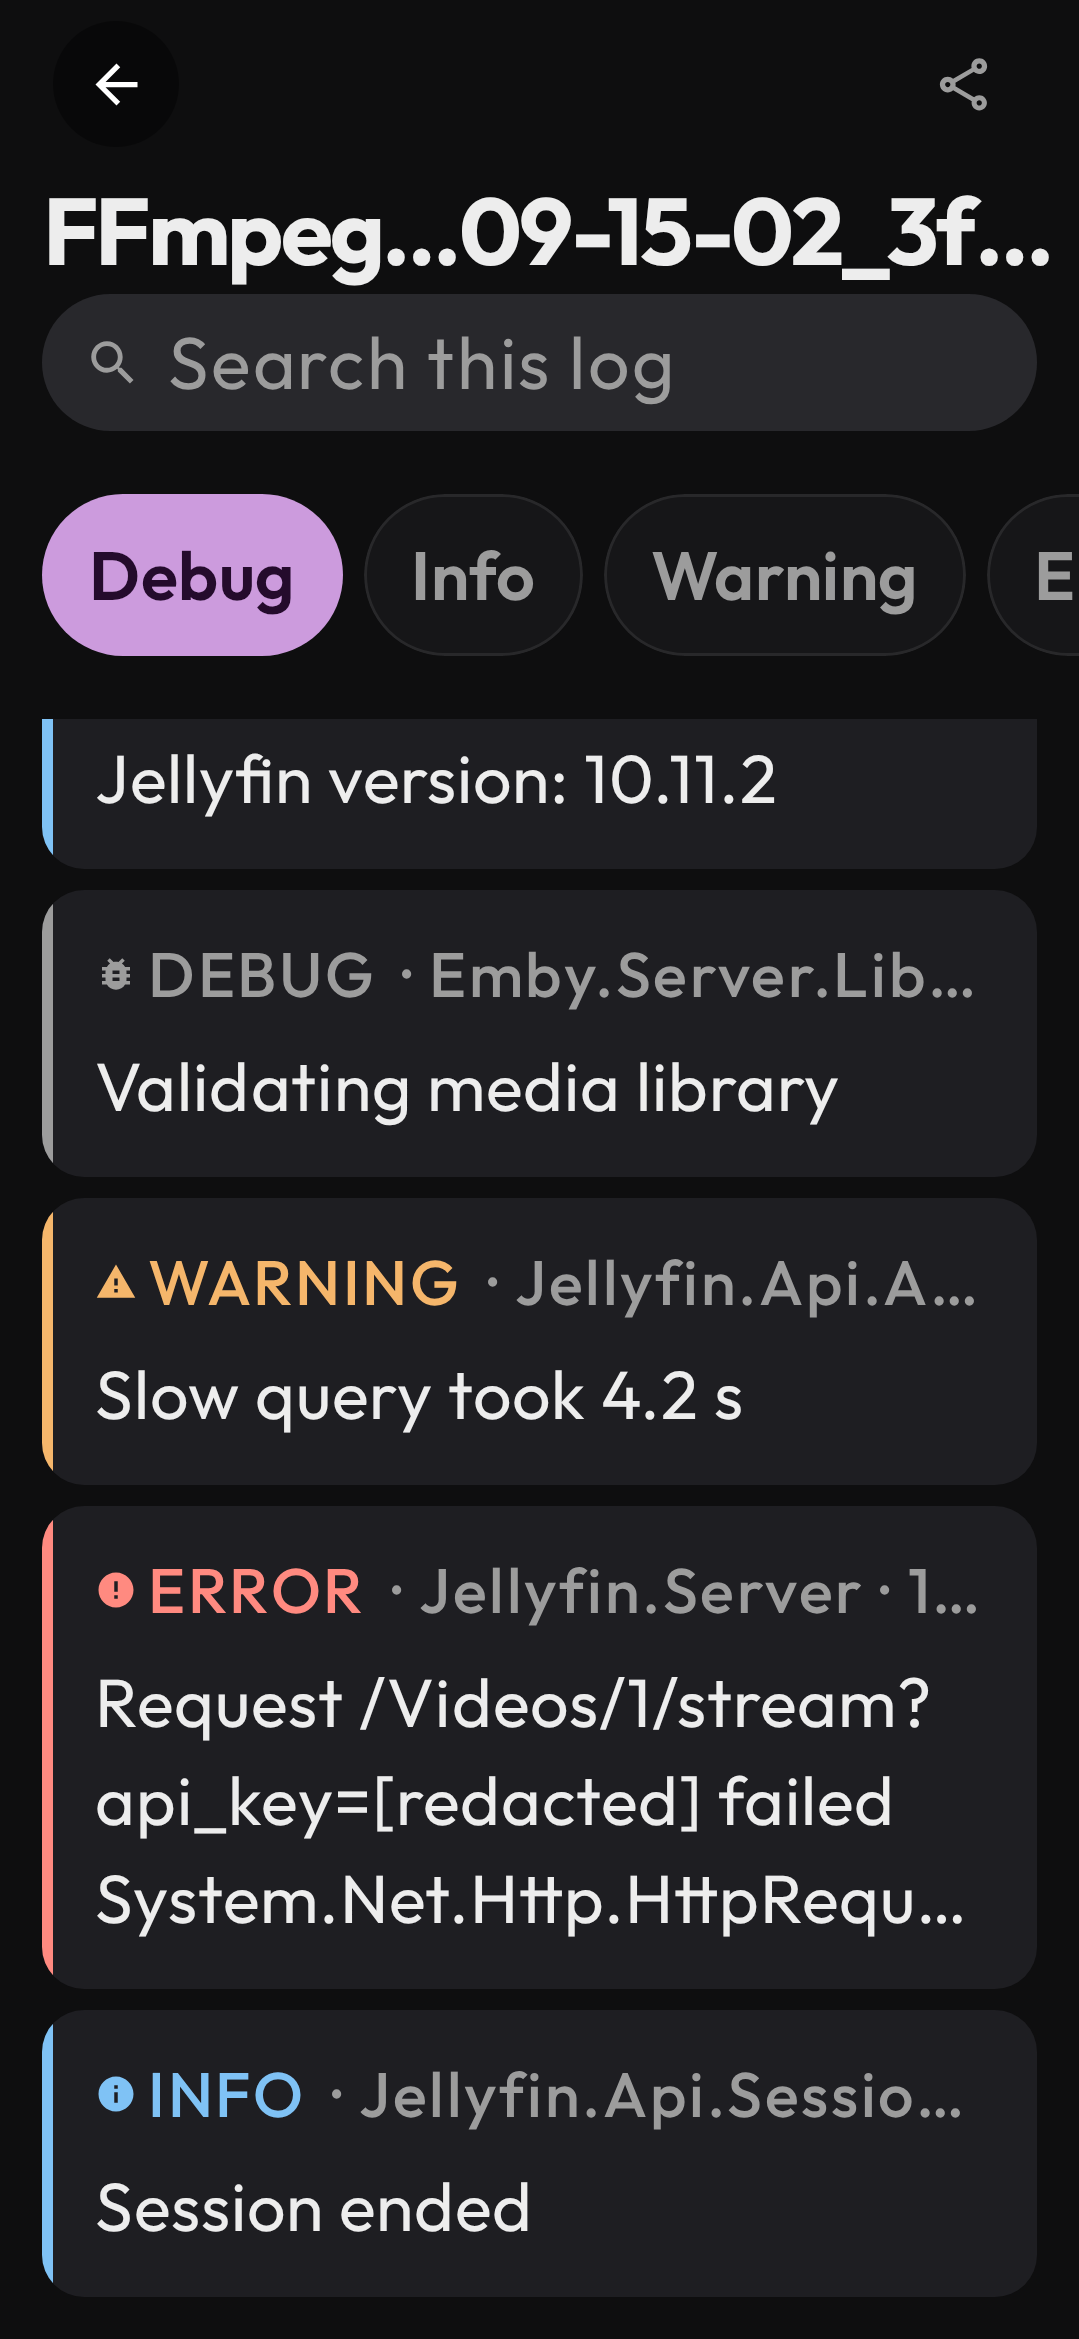 FFmpeg...09-15-02_3f...
Search this log
Debug Info Warning E
Jellyfin version: 10.11.2
DEBUG · Emby.Server.Lib...
Validating media library
WARNING · Jellyfin.Api.A...
Slow query took 4.2 s
ERROR · Jellyfin.Server · 1...
Request /Videos/1/stream?
api_key=[redacted] failed
System.Net.Http.HttpRequ...
INFO · Jellyfin.Api.Sessio...
Session ended